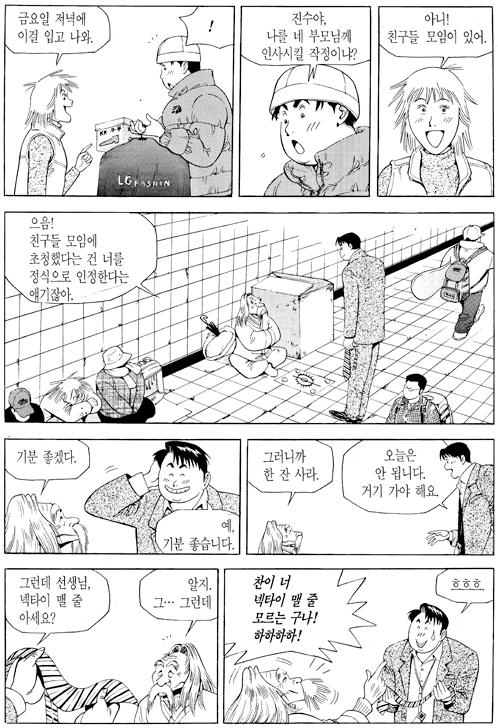 금요일 저녁에
이걸 입고 나와.
!
LG FASHIN
진수야,
나를 네 부모님께
인사시킬 작정이냐?
아니!
친구들 모임이 있어.
으음!
친구들 모임에
초청했다는 건 너를
정식으로 인정한다는
얘기잖아.
기분 좋겠다.
예,
기분 좋습니다.
그러니까
한 잔 사라.
오늘은
안 됩니다.
거기 가야 해요.
그런데 선생님,
넥타이 맬 줄
아세요?
알지.
그… 그런데
찬이 너
넥타이 맬 줄
모르는 구나!
하하하하!
흐흐흐.